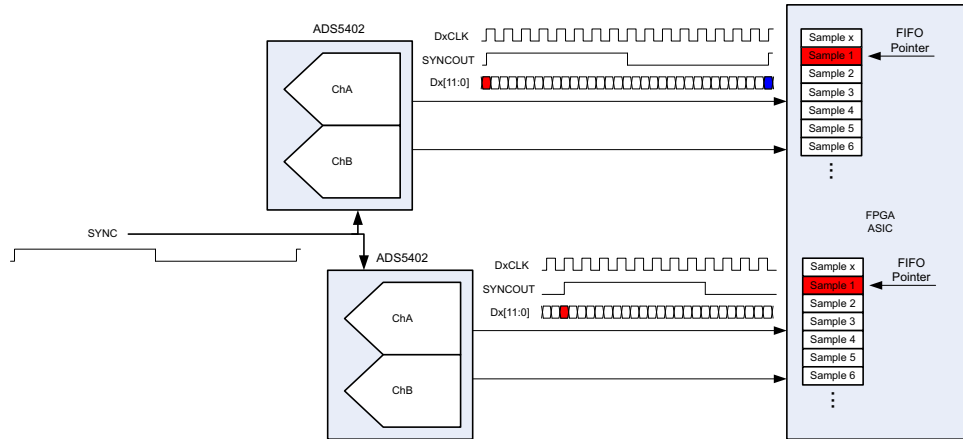 ADS5402
ChA
ChB
DxCLK
SYNCOUT
Dx[11:0]
Sample x
Sample 1
Sample 2
Sample 3
Sample 4
Sample 5
Sample 6
FIFO
Pointer
SYNC
FPGA
ASIC
ADS5402
ChA
ChB
DxCLK
SYNCOUT
Dx[11:0]
Sample x
Sample 1
Sample 2
Sample 3
Sample 4
Sample 5
Sample 6
FIFO
Pointer